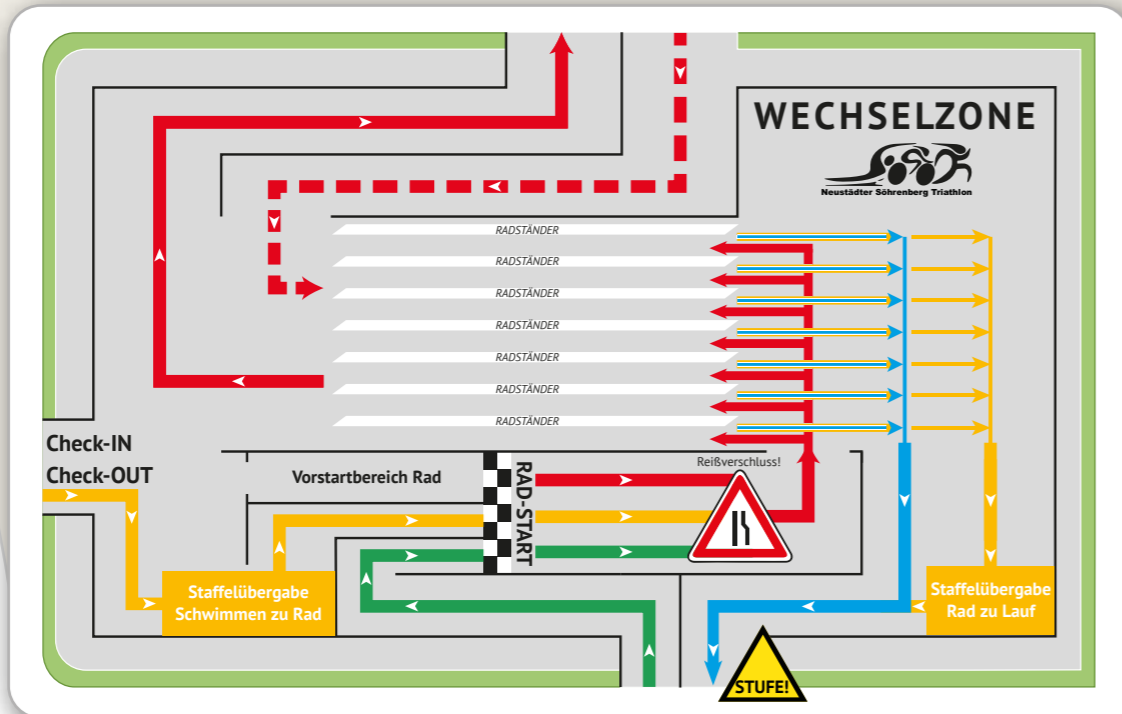 WECHSELZONE
Neustädter Söhrenberg Triathlon
RADSTÄNDER
RADSTÄNDER
RADSTÄNDER
RADSTÄNDER
RADSTÄNDER
RADSTÄNDER
RADSTÄNDER
Check-IN
Check-OUT
Vorstartbereich Rad
RAD-START
Reißverschluss!
Staffelübergabe
Schwimmen zu Rad
Staffelübergabe
Rad zu Lauf
STUFE!